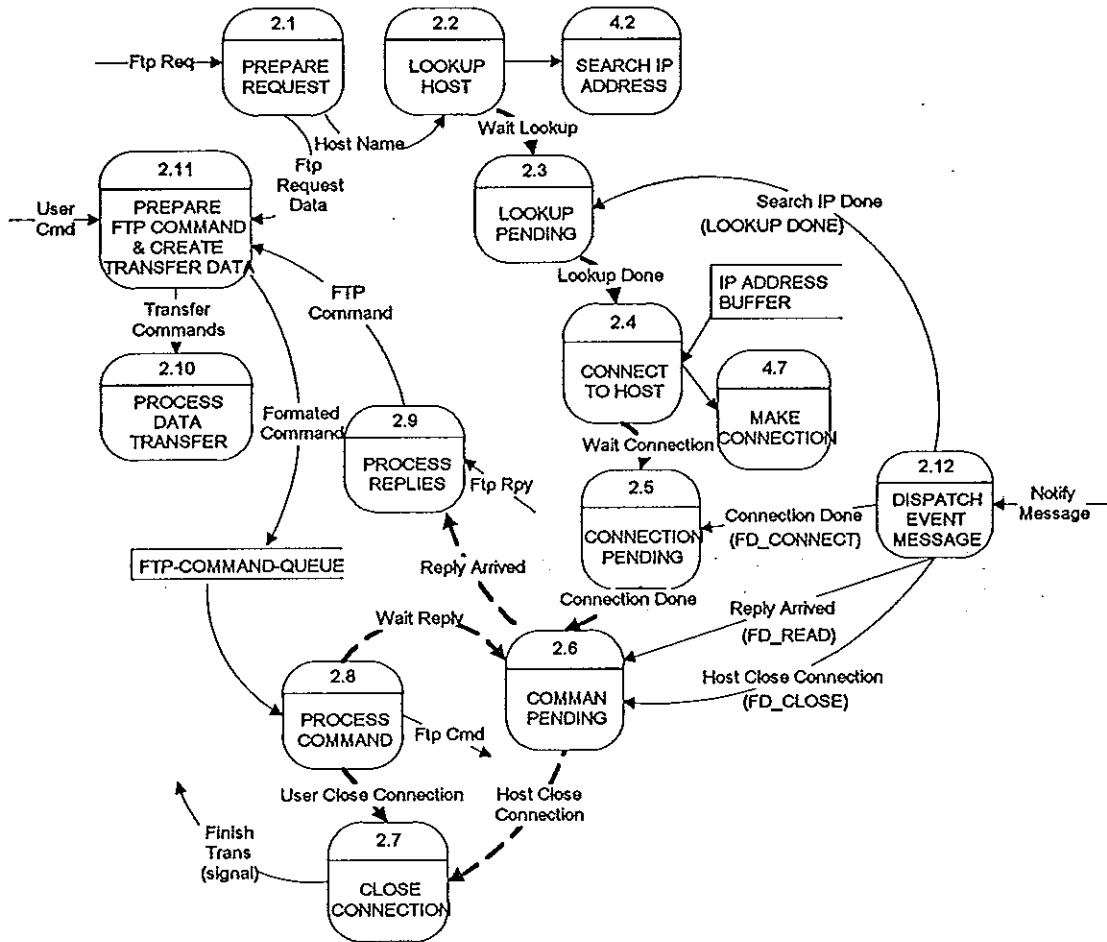 2.1
PREPARE
REQUEST
2.2
LOOKUP
HOST
4.2
SEARCH IP
ADDRESS
Ftp Req
Host Name
Ftp
Request
Data
Wait Lookup
2.3
LOOKUP
PENDING
2.11
PREPARE
FTP COMMAND
& CREATE
TRANSFER DATA
User
Cmd
Search IP Done
(LOOKUP DONE)
Lookup Done
IP ADDRESS
BUFFER
FTP
Command
Transfer
Commands
2.4
CONNECT
TO HOST
4.7
MAKE
CONNECTION
2.10
PROCESS
DATA
TRANSFER
Formated
Command
2.9
PROCESS
REPLIES
Ftp Rpy
Wait Connection
2.5
CONNECTION
PENDING
2.12
DISPATCH
EVENT
MESSAGE
Notify
Message
Connection Done
(FD_CONNECT)
FTP-COMMAND-QUEUE
Reply Arrived
Connection Done
Reply Arrived
(FD_READ)
Wait Reply
2.6
COMMAN
PENDING
Host Close Connection
(FD_CLOSE)
2.8
PROCESS
COMMAND
Ftp Cmd
User Close Connection
Host Close
Connection
2.7
CLOSE
CONNECTION
Finish
Trans
(signal)